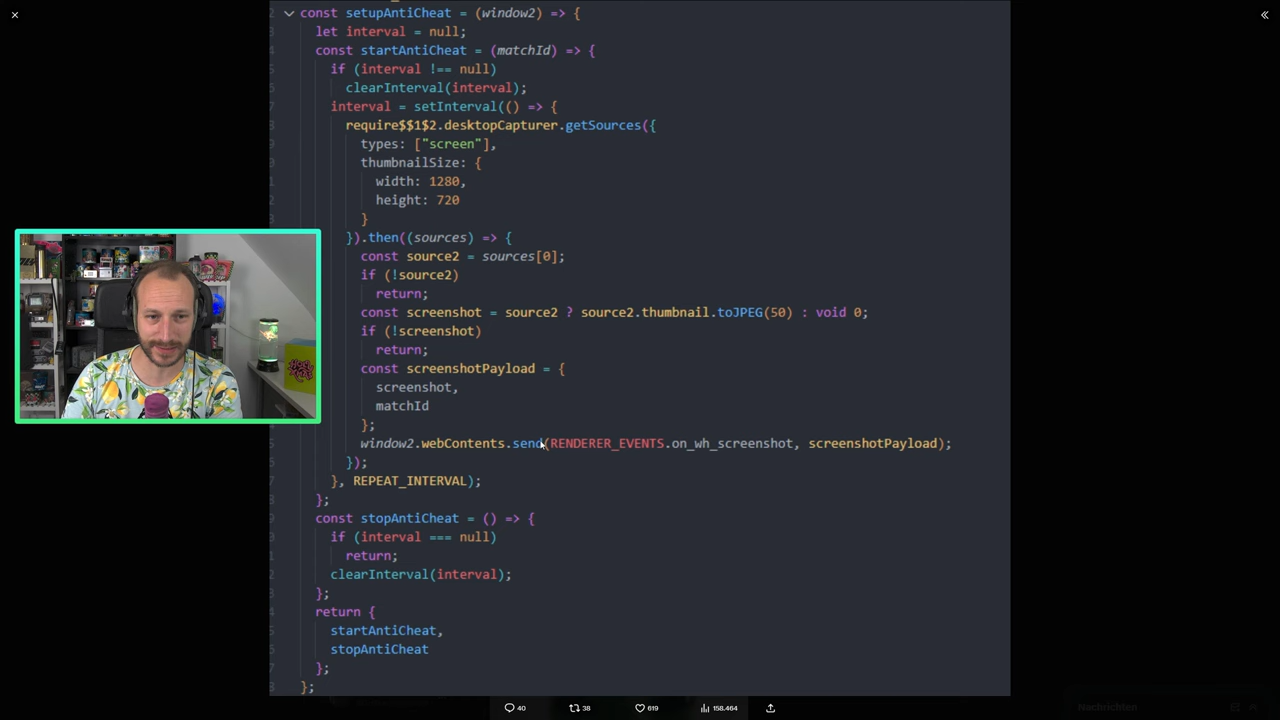 const setupAntiCheat = (window2) => {
let interval = null;
const startAntiCheat = (matchId) => {
if (interval !== null)
clearInterval(interval);
interval = setInterval(() => {
require$$1$2.desktopCapturer.getSources({
types: ["screen"],
thumbnailSize: {
width: 1280,
height: 720
}
}).then((sources) => {
const source2 = sources[0];
if (!source2)
return;
const screenshot = source2 ? source2.thumbnail.toJPEG(50) : void 0;
if (!screenshot)
return;
const screenshotPayload = {
screenshot,
matchId
};
window2.webContents.send(RENDERER_EVENTS.on_wh_screenshot, screenshotPayload);
});
}, REPEAT_INTERVAL);
};
const stopAntiCheat = () => {
if (interval === null)
return;
clearInterval(interval);
};
return {
startAntiCheat,
stopAntiCheat
};
};
40 38 619 158.464
Nachrichten